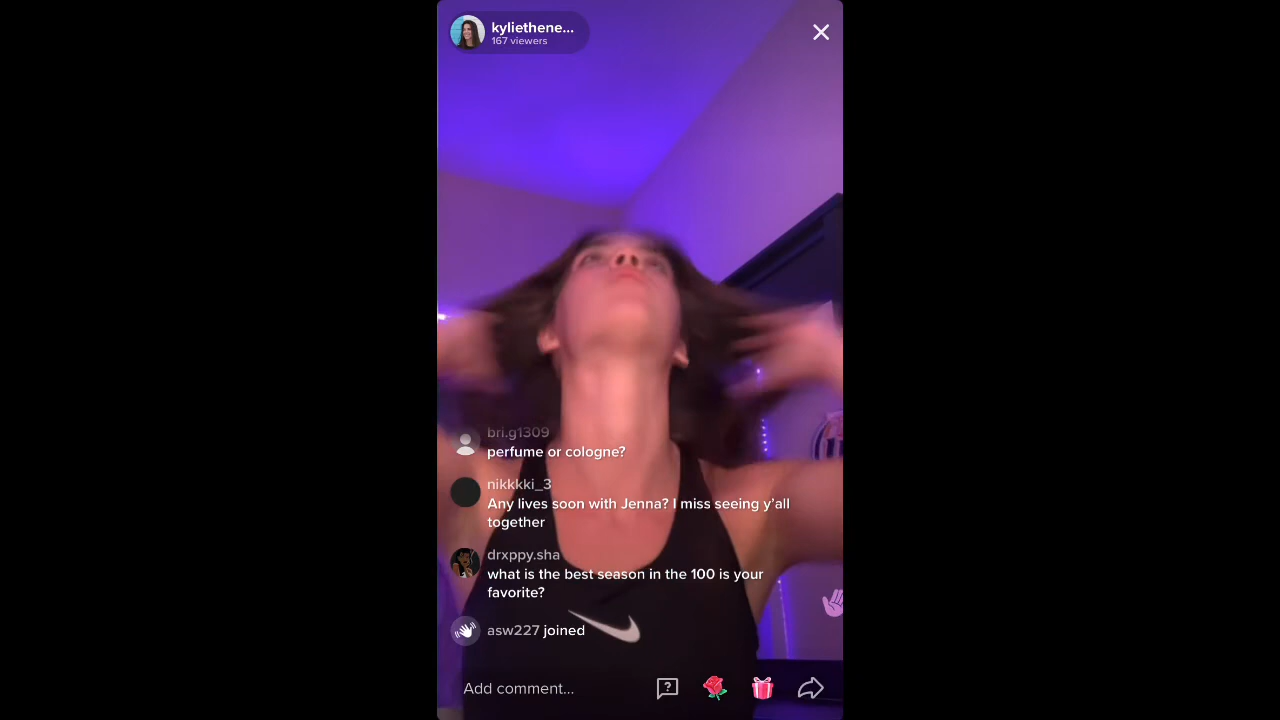 kyliethene...
167 viewers
bri.g1309
perfume or cologne?
nikkkki_3
Any lives soon with Jenna? I miss seeing y'all
together
drxppy.sha
what is the best season in the 100 is your
favorite?
asw227 joined
Add comment...